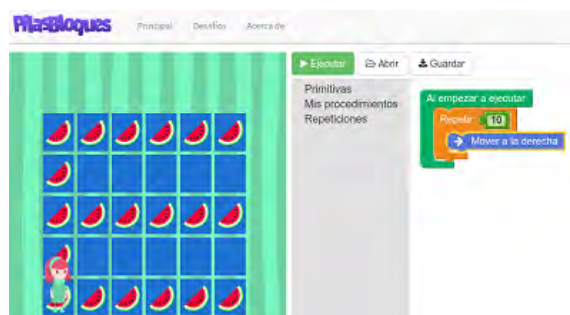 PilasBloques
Principal Desafíos Acerca de
Ejecutar Abrir Guardar
Primitivas
Mis procedimientos
Repeticiones
Al empezar a ejecutar
Repetir 10
Mover a la derecha